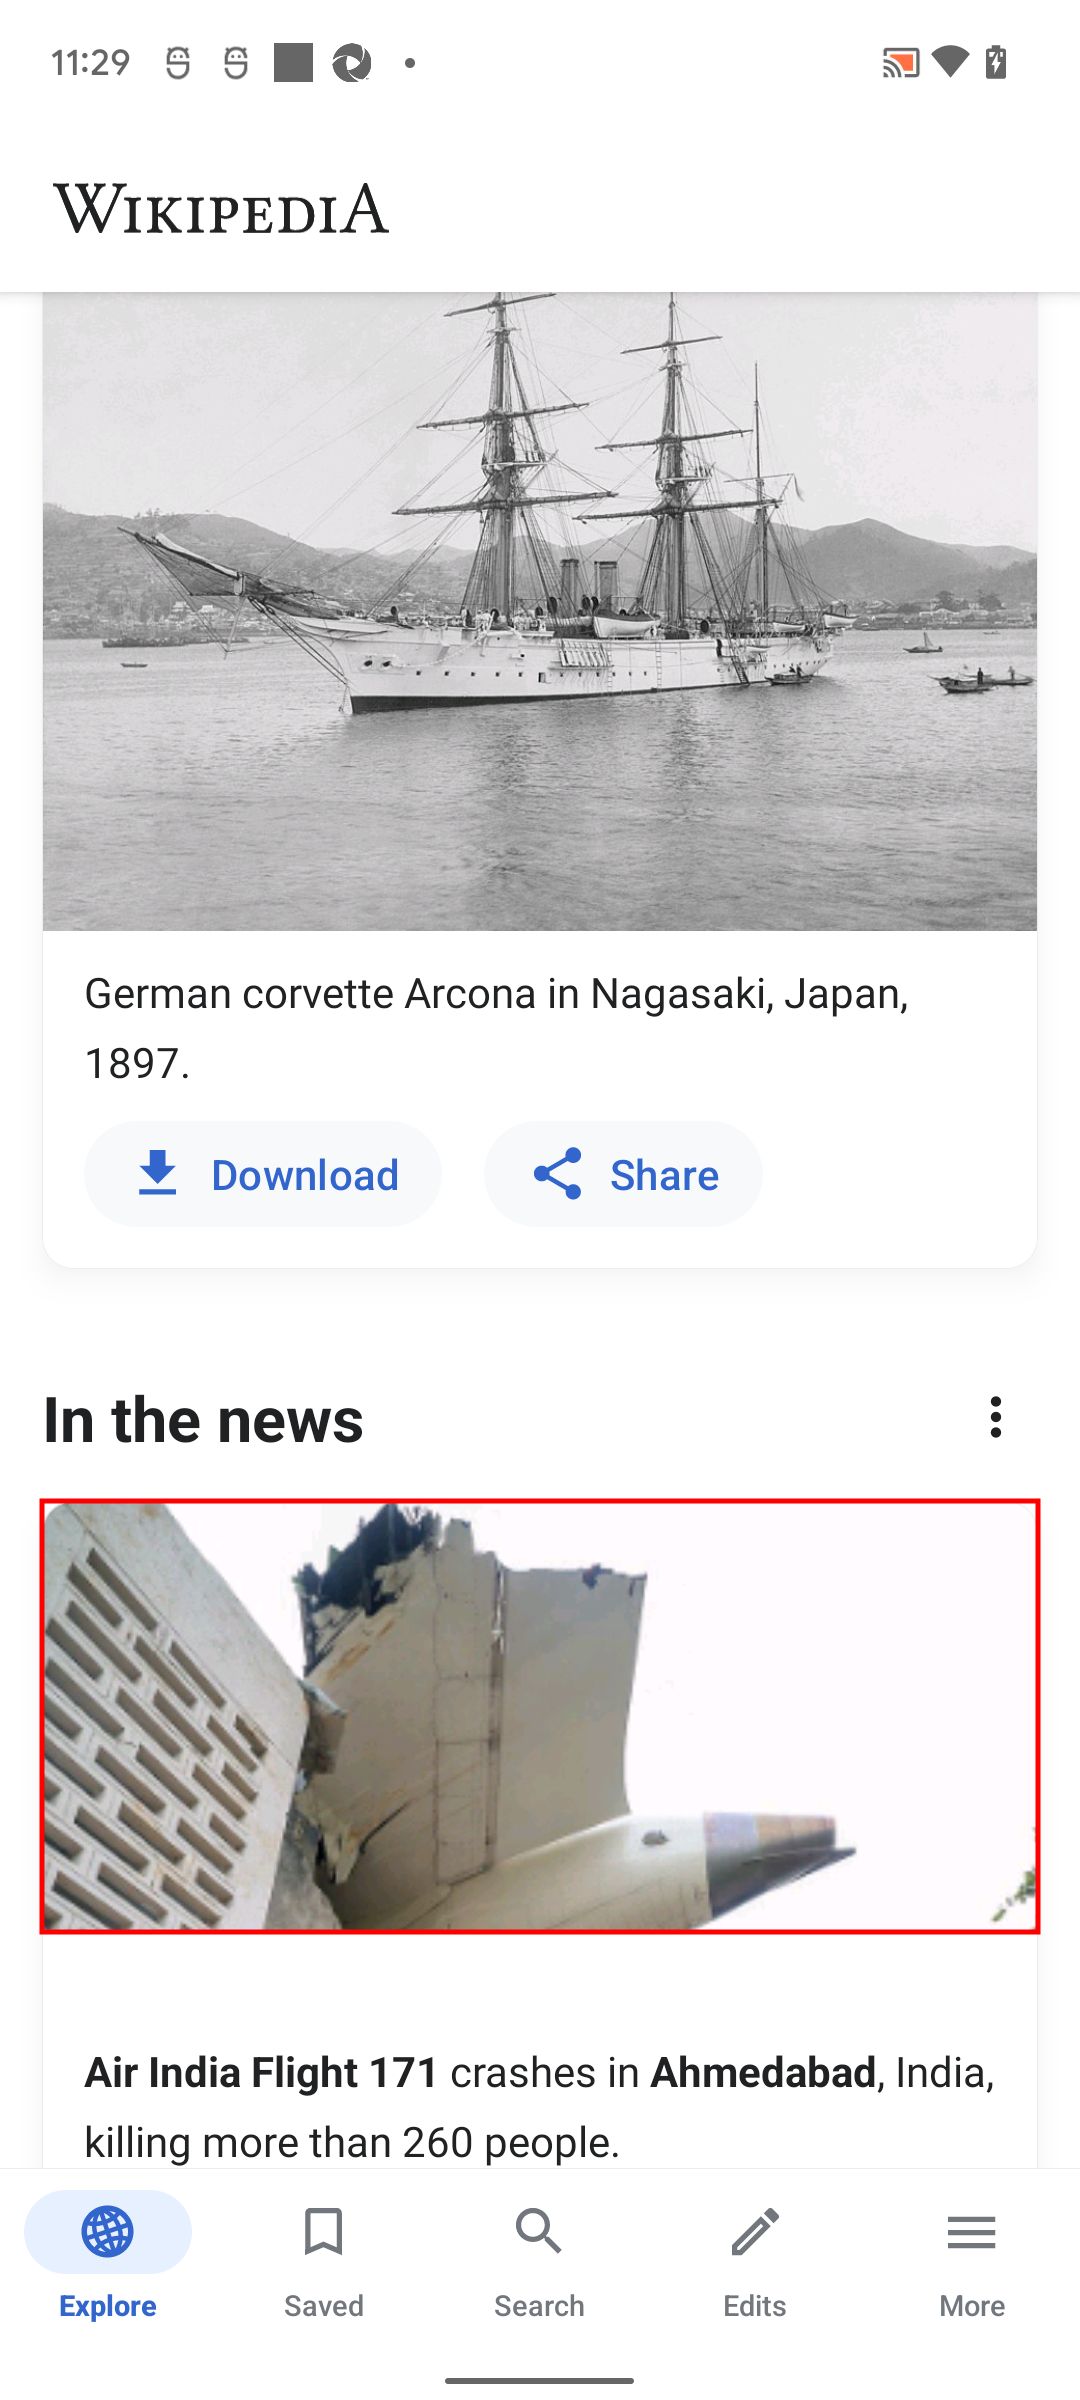 11:29
WIKIPEDIA
German corvette Arcona in Nagasaki, Japan,
1897.
Download
Share
In the news
Air India Flight 171 crashes in Ahmedabad, India,
killing more than 260 people.
Explore
Saved
Search
Edits
More